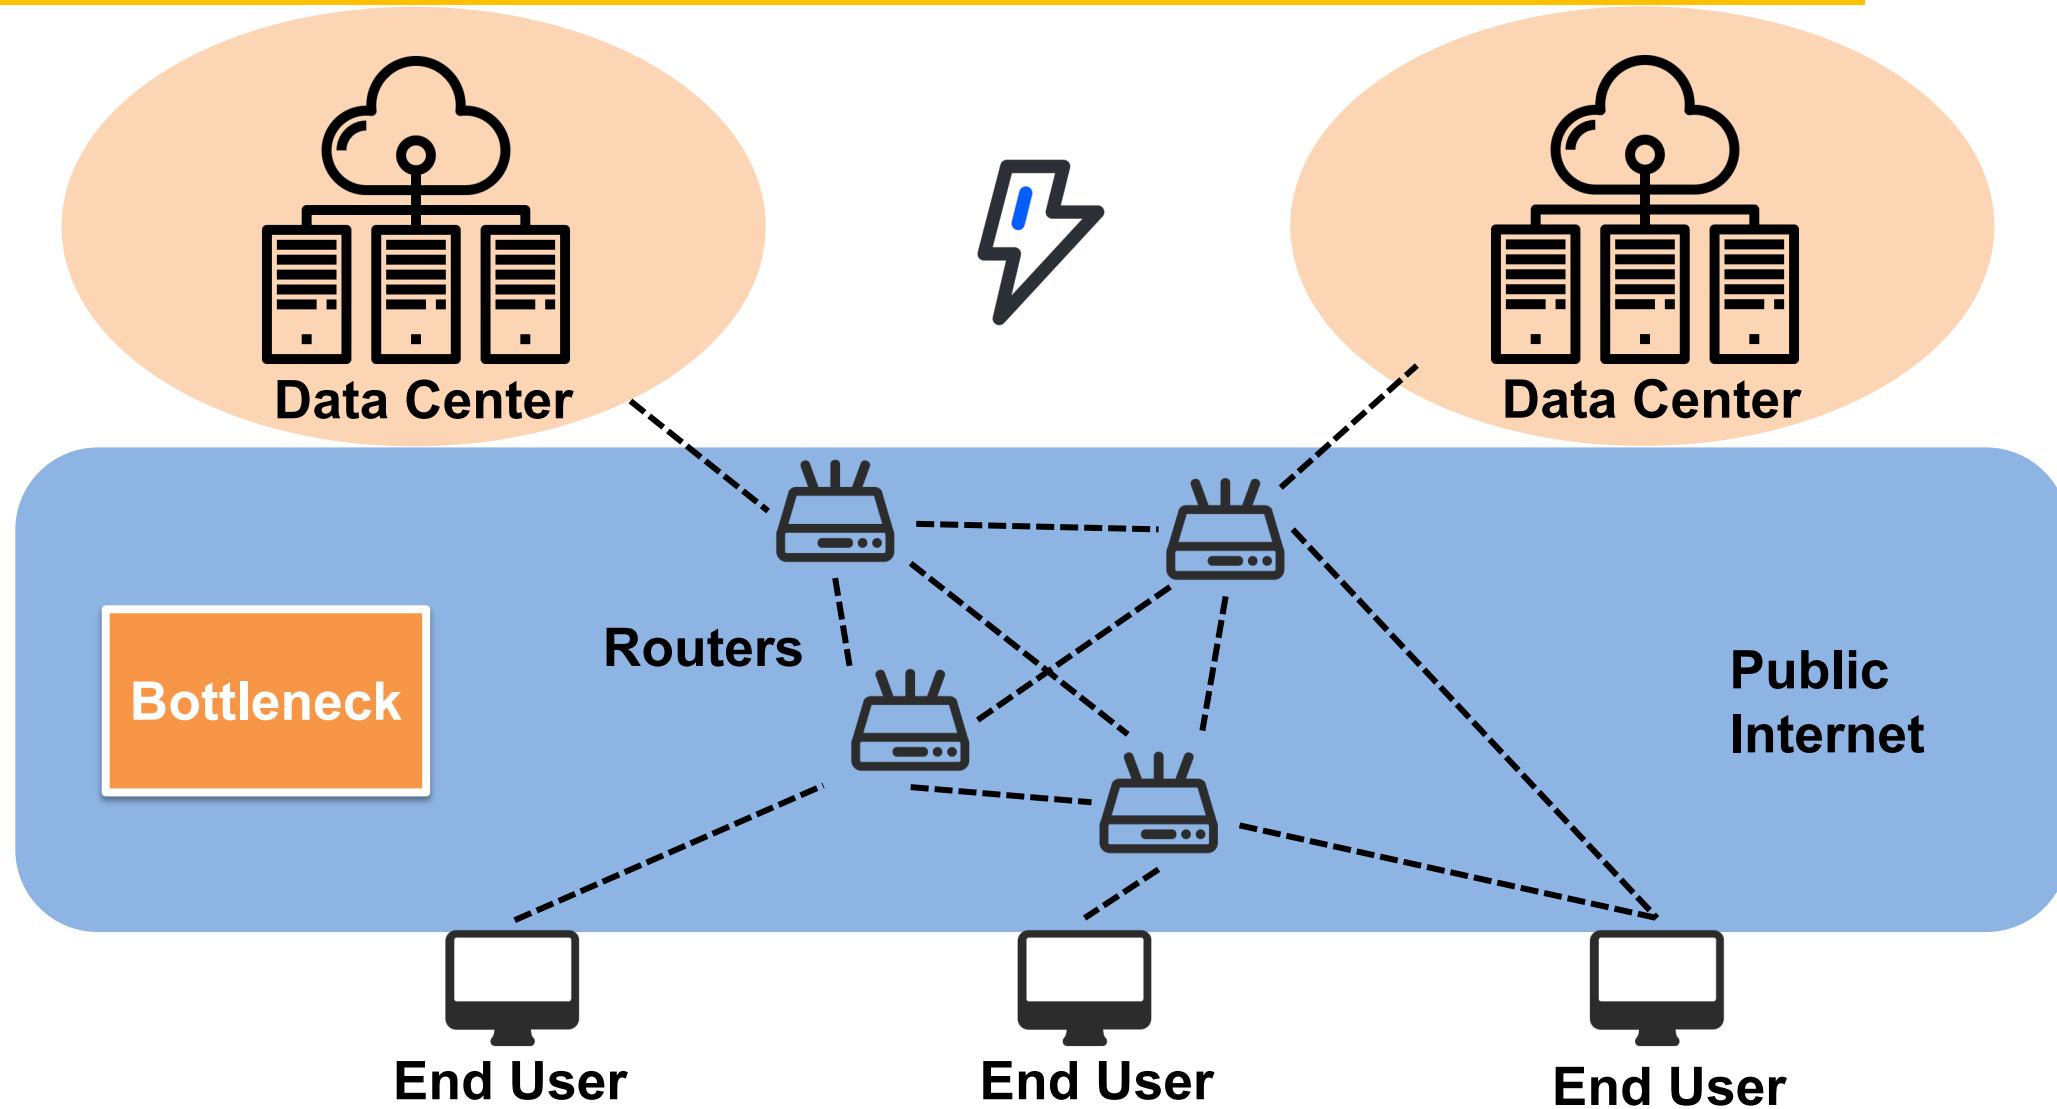 Data Center
Data Center
Routers
Bottleneck
Public
Internet
End User
End User
End User